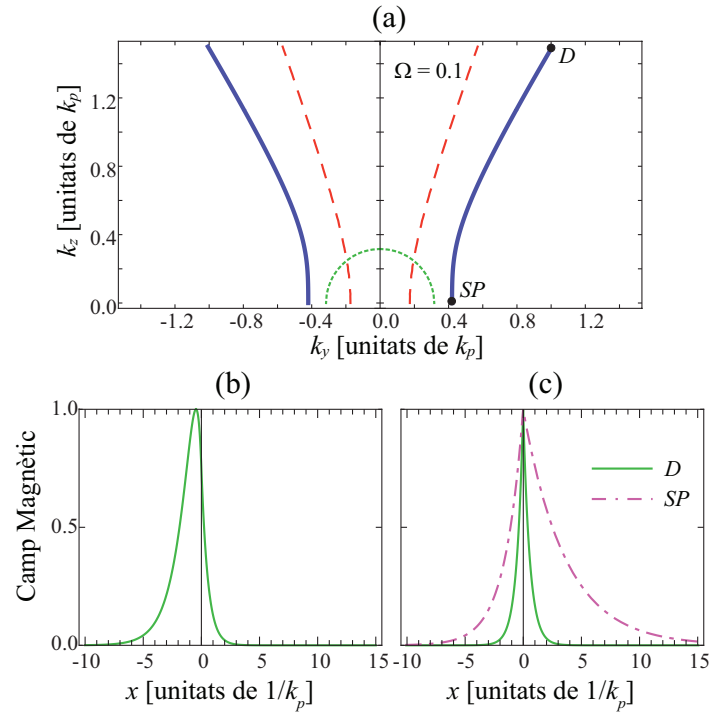 (a)
k_z [unitats de k_p]
1.2
0.8
0.4
0.0
Ω = 0.1
D
SP
-1.2 -0.8 -0.4 0.0 0.4 0.8 1.2
k_y [unitats de k_p]
(b)
Camp Magnètic
1.0
0.5
0.0
-10 -5 0 5 10 15
x [unitats de 1/k_p]
(c)
D
SP
-10 -5 0 5 10 15
x [unitats de 1/k_p]